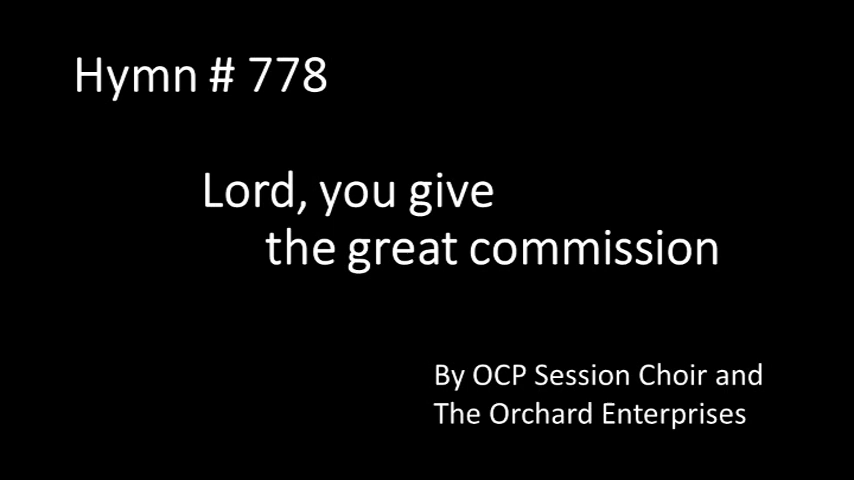 Hymn # 778
Lord, you give
the great commission
By OCP Session Choir and
The Orchard Enterprises